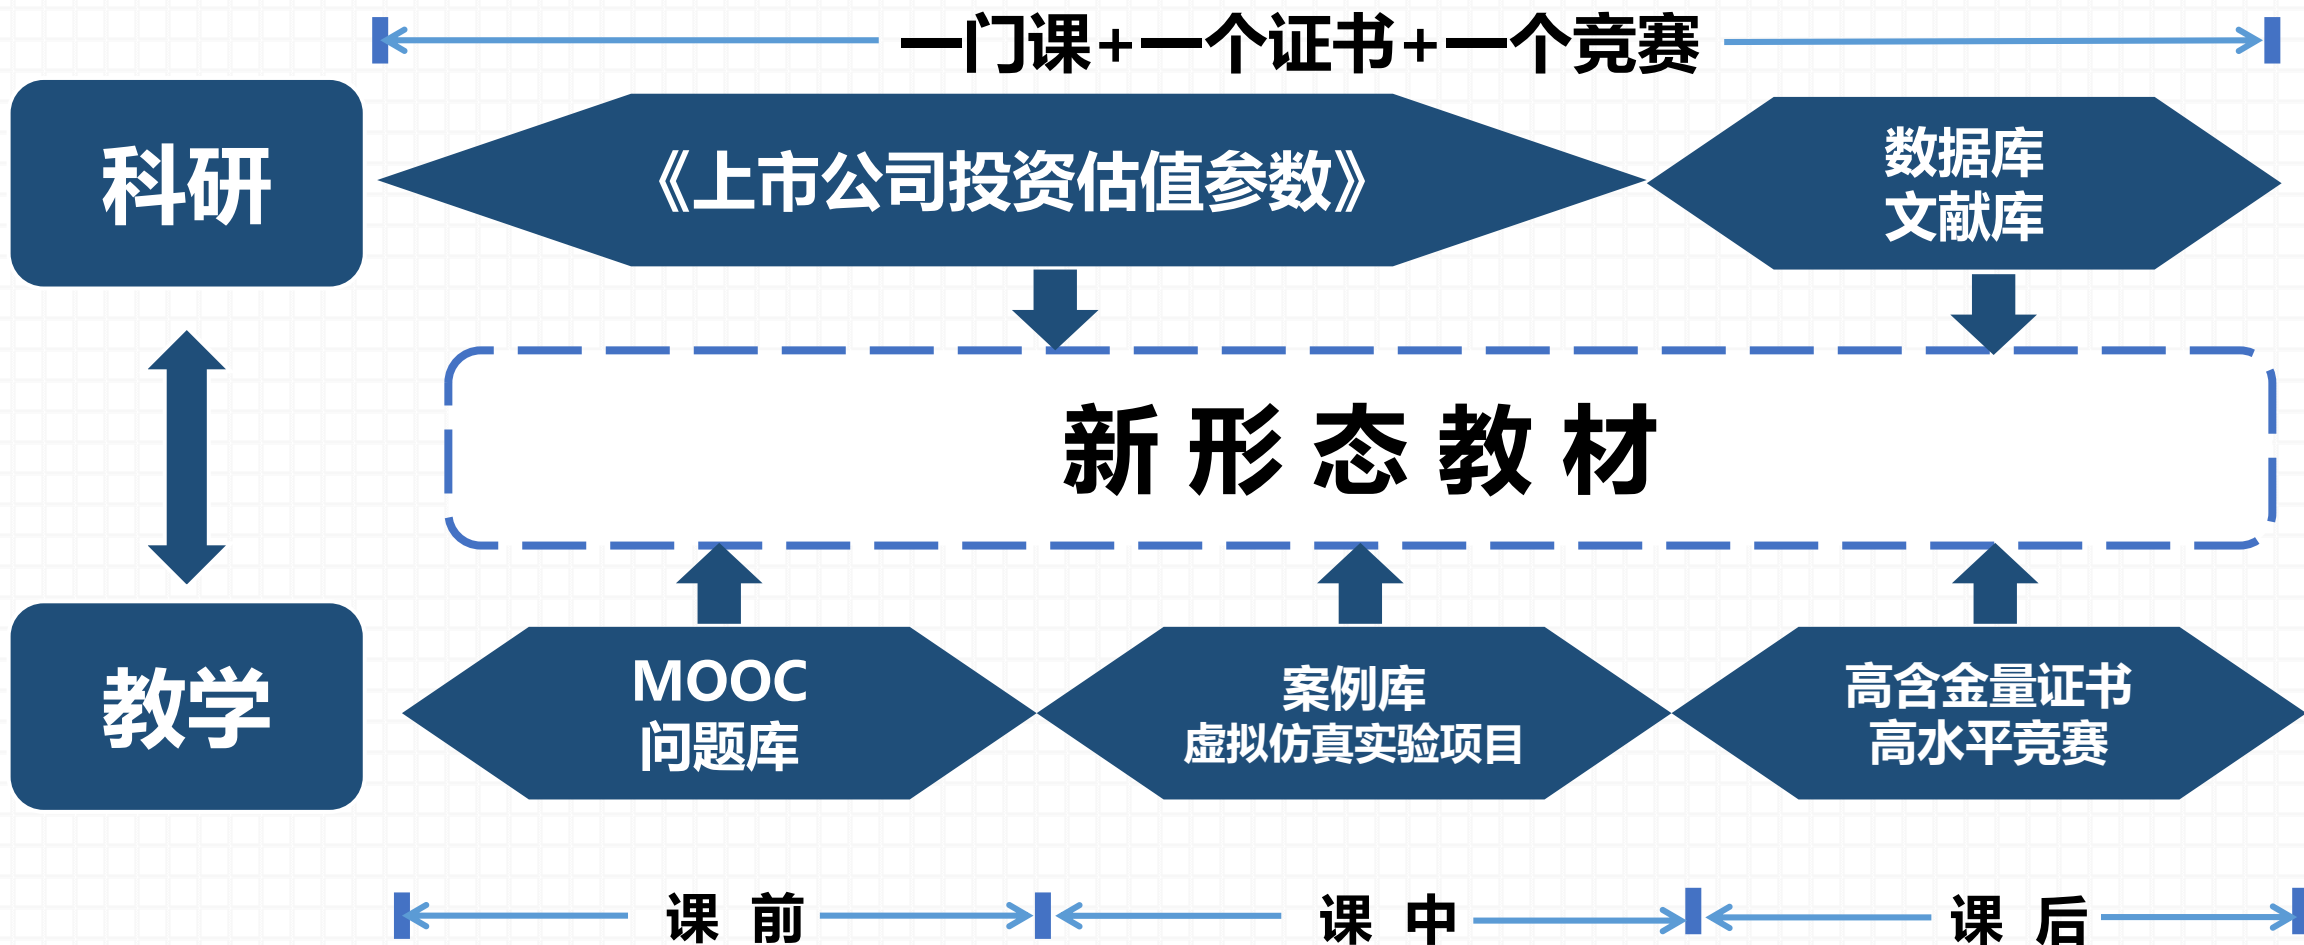 一门课+一个证书+一个竞赛
科研
《上市公司投资估值参数》
数据库
文献库
新形态教材
教学
MOOC
问题库
案例库
虚拟仿真实验项目
高含金量证书
高水平竞赛
课 前
课 中
课 后